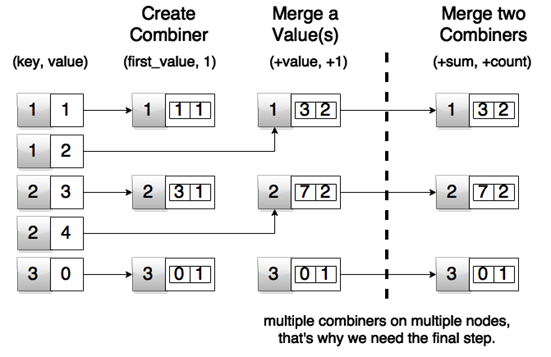 Create
Combiner
Merge a
Value(s)
Merge two
Combiners
(key, value) (first_value, 1) (+value, +1) (+sum, +count)
1 1 1 1 1 1 3 2 1 3 2
1 2
2 3 2 3 1 2 7 2 2 7 2
2 4
3 0 3 0 1 3 0 1 3 0 1
multiple combiners on multiple nodes,
that's why we need the final step.